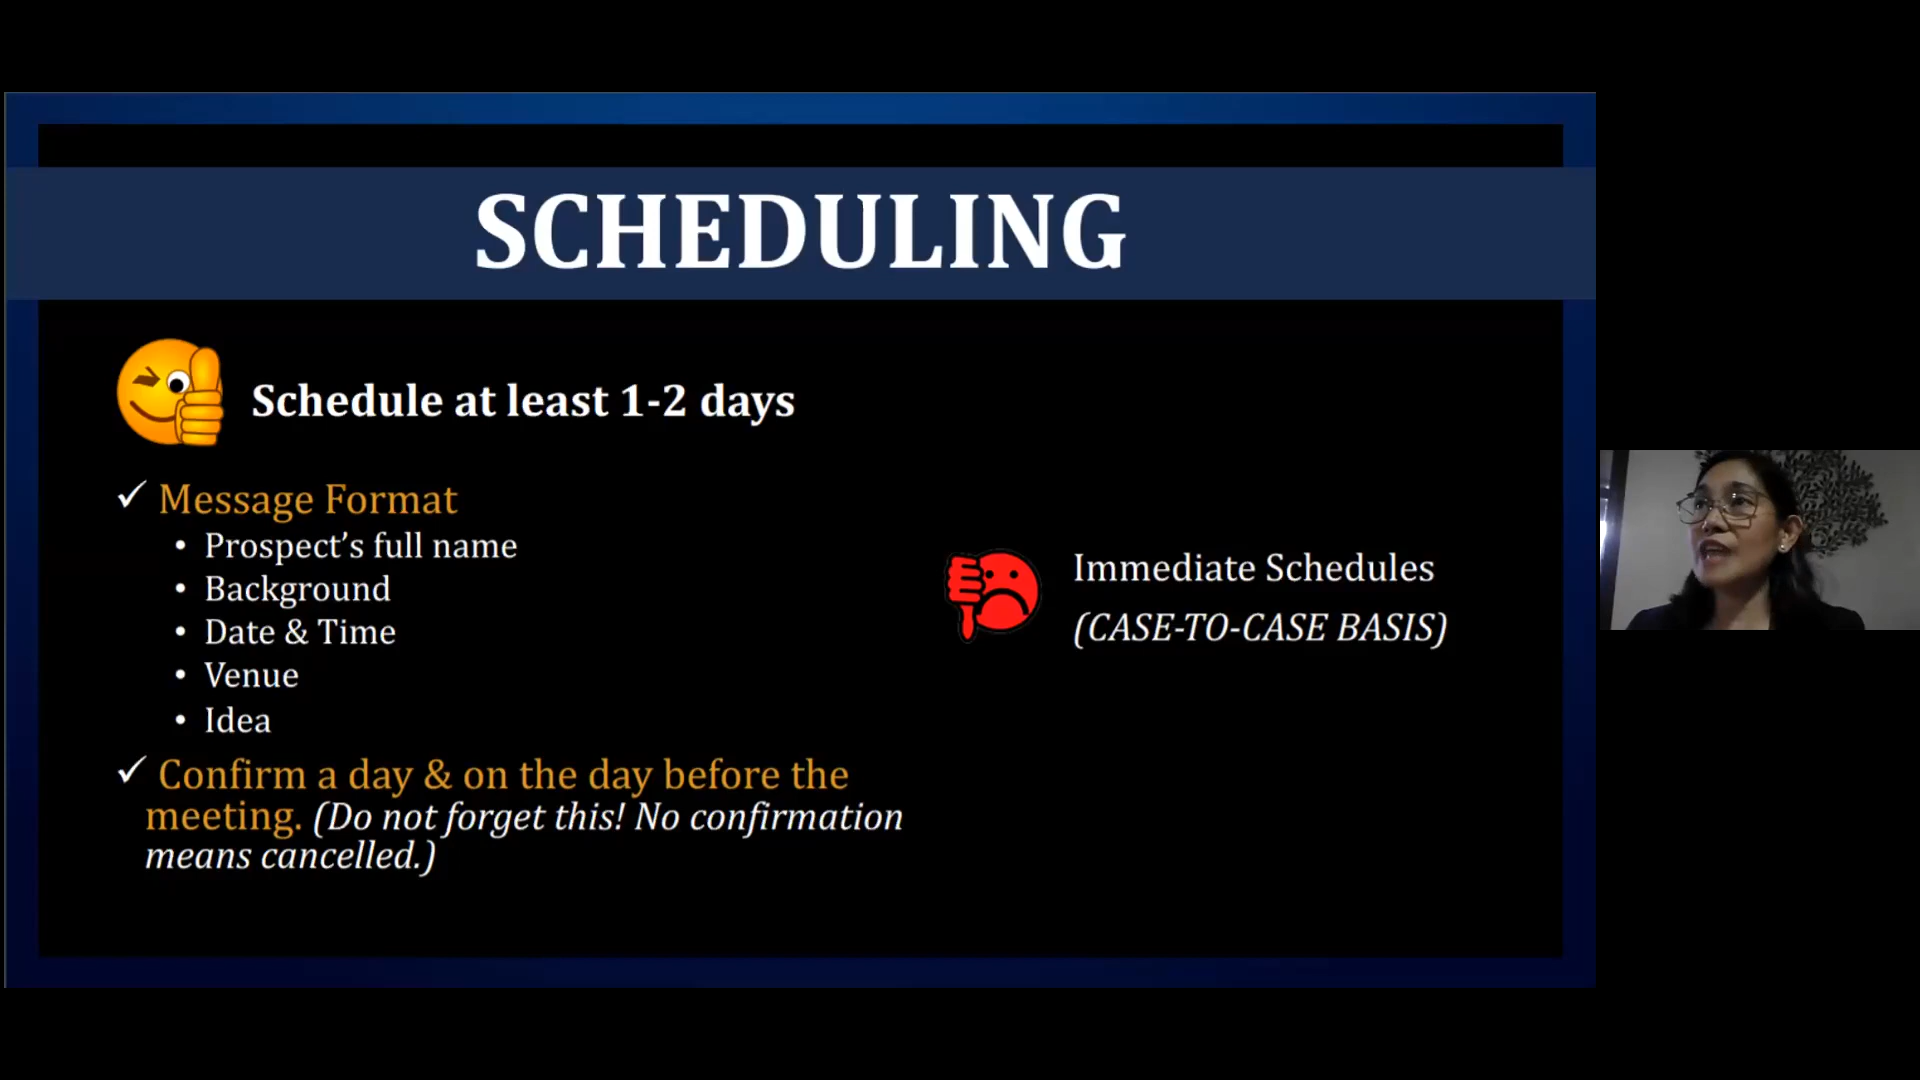 SCHEDULING
Schedule at least 1-2 days
✓ Message Format
• Prospect’s full name
• Background
• Date & Time
• Venue
• Idea
✓ Confirm a day & on the day before the
meeting. (Do not forget this! No confirmation
means cancelled.)
Immediate Schedules
(CASE-TO-CASE BASIS)